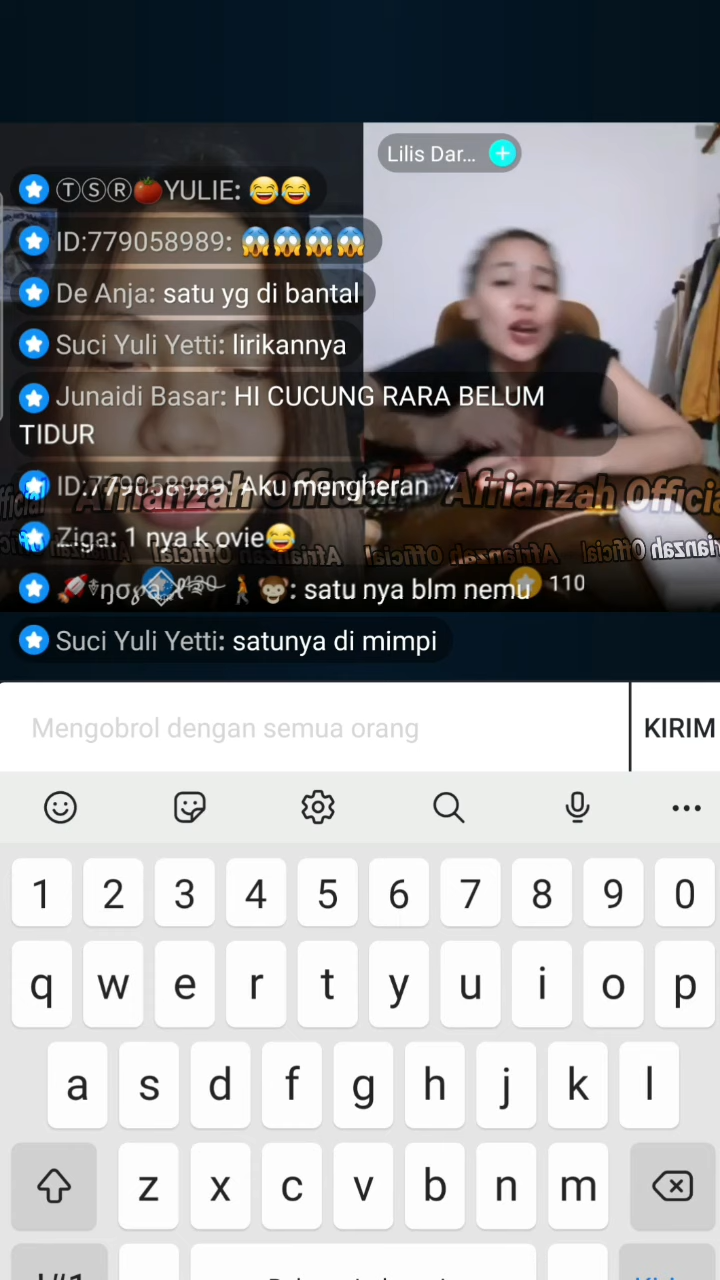 Lilis Dar...
ⓉⓈⓇ🍅YULIE: 😂😂
ID:779058989: 😱😱😱😱
De Anja: satu yg di bantal
Suci Yuli Yetti: lirikannya
Junaidi Basar: HI CUCUNG RARA BELUM
TIDUR
ID:779058989: Aku mengheran
Afrianzah Official
Afrianzah Official
Ziga: 1 nya k ovie😂
: satu nya blm nemu
110
Suci Yuli Yetti: satunya di mimpi
Mengobrol dengan semua orang
KIRIM
1 2 3 4 5 6 7 8 9 0
q w e r t y u i o p
a s d f g h j k l
z x c v b n m